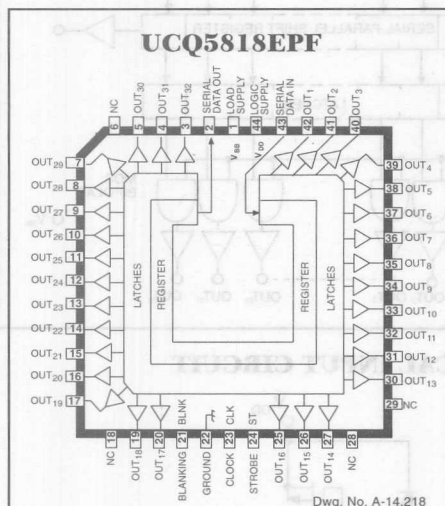 UCQ5818EPF
NC
OUT30
OUT31
OUT32
SERIAL
DATA OUT
LOAD
SUPPLY
LOGIC
SUPPLY
SERIAL
DATA IN
OUT1
OUT2
OUT3
6
5
4
3
2
1
44
43
42
41
40
VBB
VDD
OUT29 7
OUT28 8
OUT27 9
OUT26 10
OUT25 11
OUT24 12
OUT23 13
OUT22 14
OUT21 15
OUT20 16
OUT19 17
LATCHES
REGISTER
REGISTER
LATCHES
39 OUT4
38 OUT5
37 OUT6
36 OUT7
35 OUT8
34 OUT9
33 OUT10
32 OUT11
31 OUT12
30 OUT13
29 NC
BLNK
CLK
ST
18
19
20
21
22
23
24
25
26
27
28
NC
OUT18
OUT17
BLANKING
GROUND
CLOCK
STROBE
OUT16
OUT15
OUT14
NC
Dwg. No. A-14,218